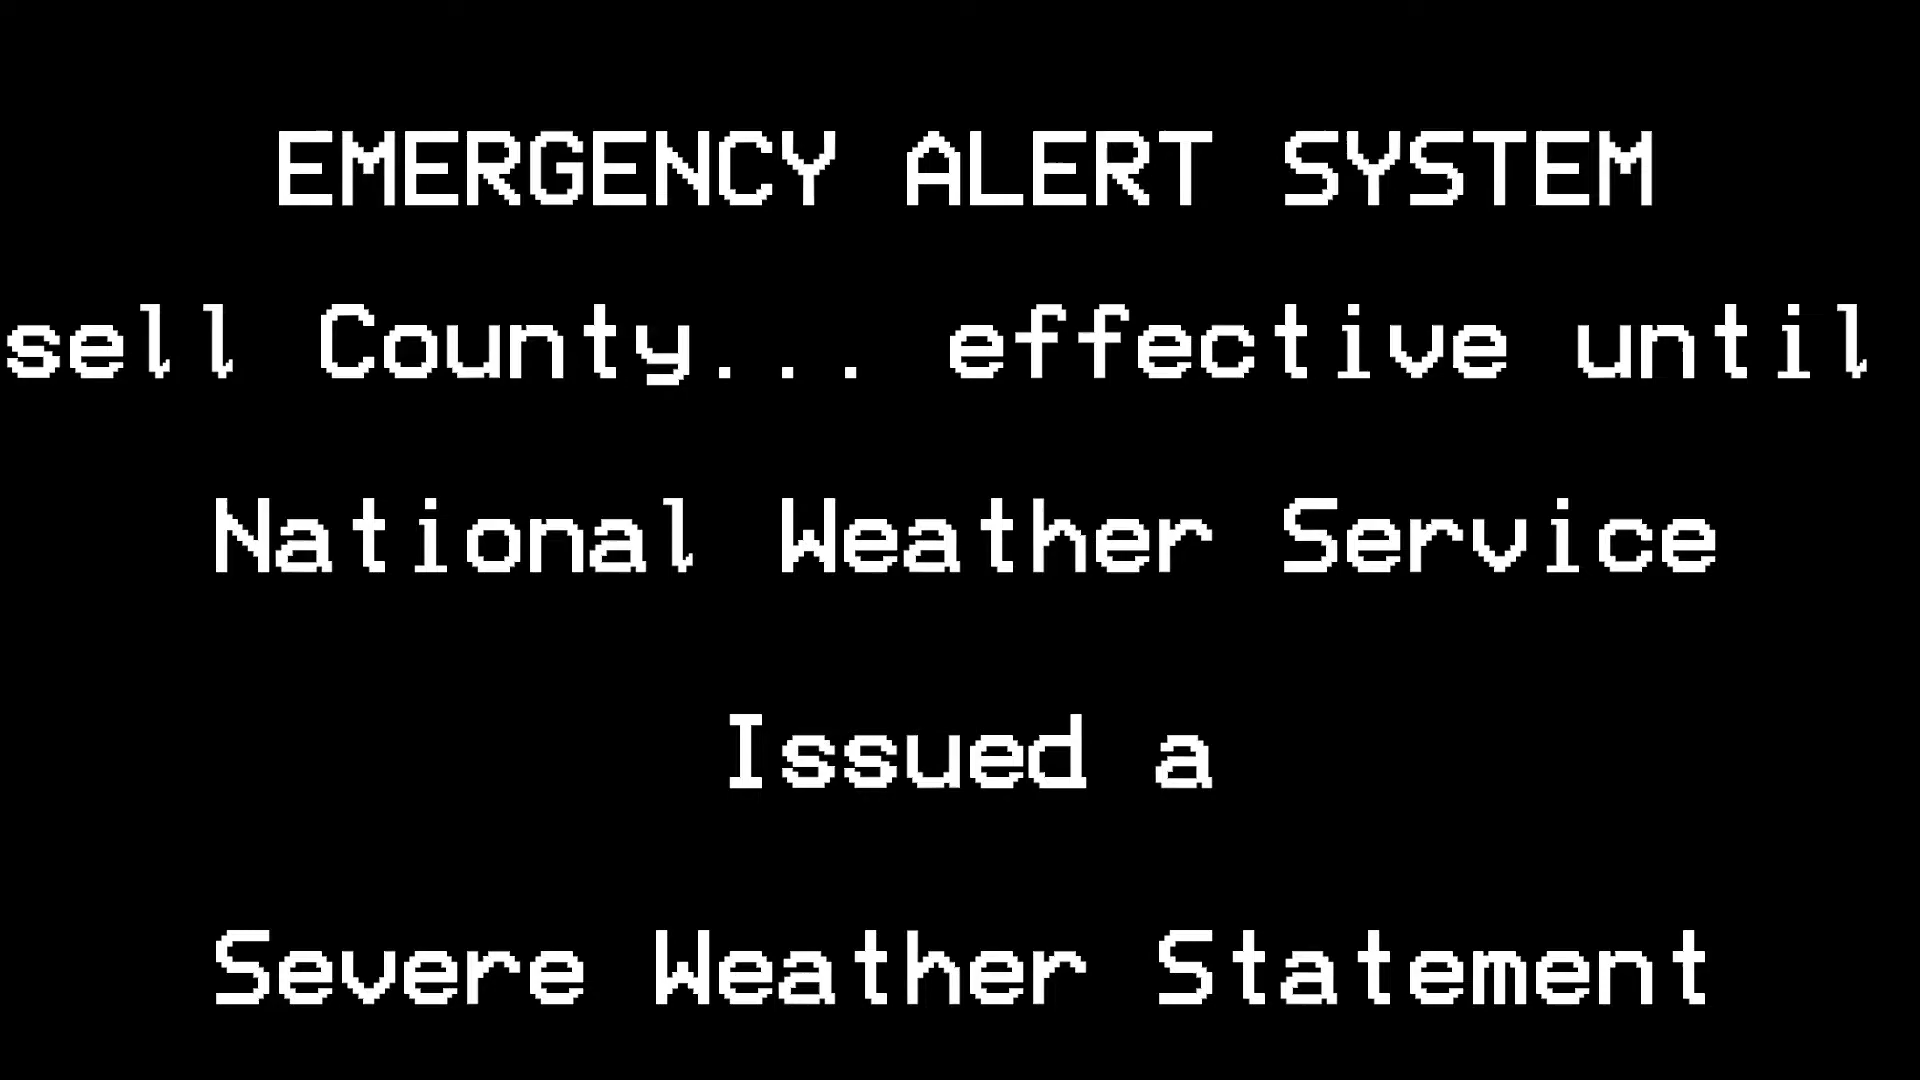 EMERGENCY ALERT SYSTEM
sell County... effective until
National Weather Service
Issued a
Severe Weather Statement